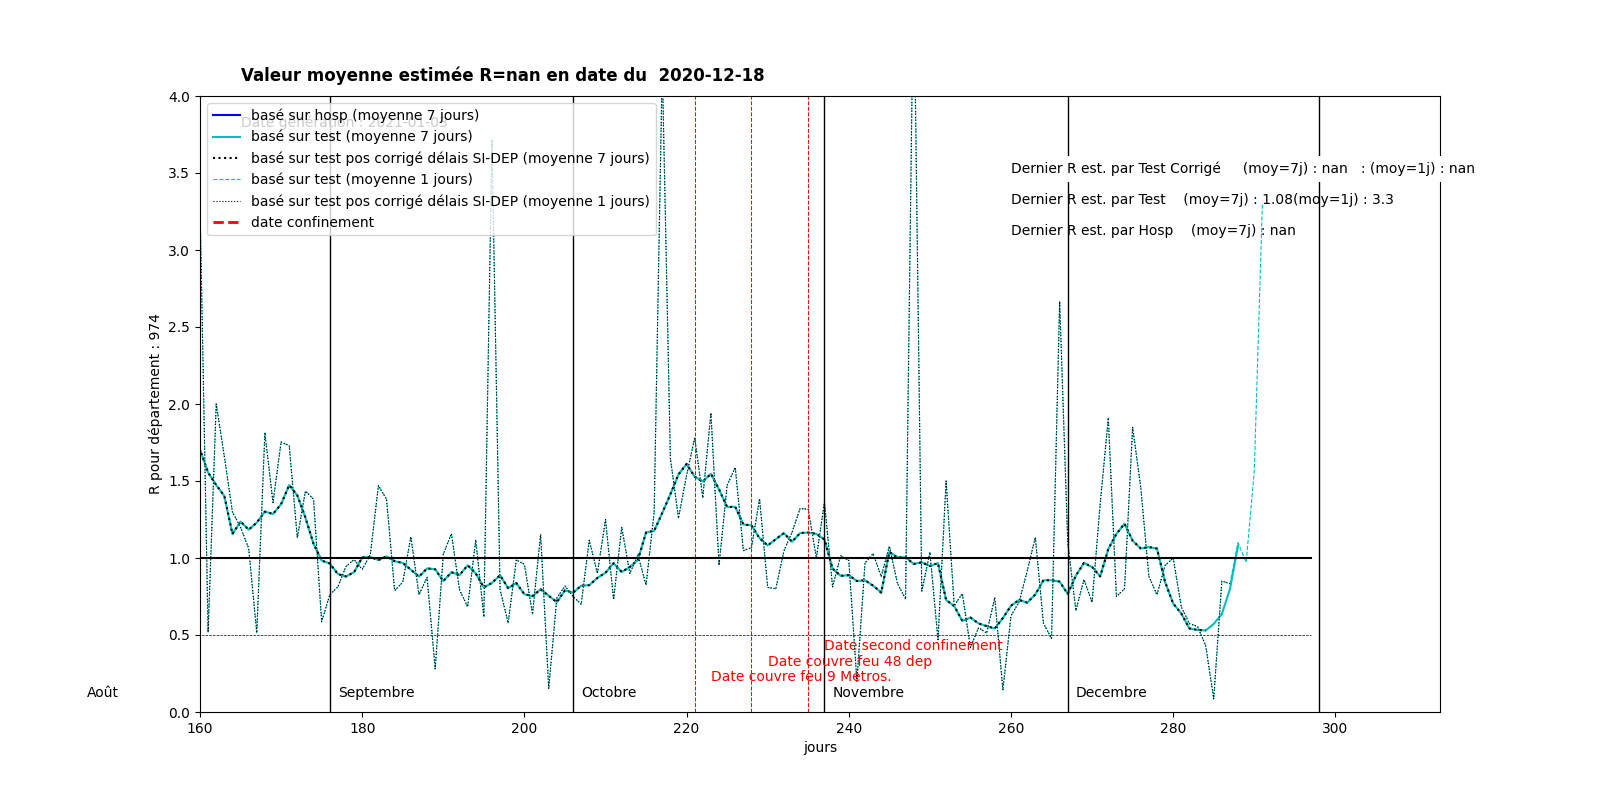 Valeur moyenne estimée R=nan en date du  2020-12-18
Date génération : 2021-01-03
basé sur hosp (moyenne 7 jours)
basé sur test (moyenne 7 jours)
basé sur test pos corrigé délais SI-DEP (moyenne 7 jours)
basé sur test (moyenne 1 jours)
basé sur test pos corrigé délais SI-DEP (moyenne 1 jours)
date confinement
Dernier R est. par Test Corrigé     (moy=7j) : nan   : (moy=1j) : nan
Dernier R est. par Test    (moy=7j) : 1.08(moy=1j) : 3.3
Dernier R est. par Hosp    (moy=7j) : nan
4.0
3.5
3.0
2.5
2.0
1.5
1.0
0.5
0.0
R pour département : 974
Date second confinement
Date couvre feu 48 dep
Date couvre feu 9 Métros.
Août
Septembre
Octobre
Novembre
Decembre
160
180
200
220
240
260
280
300
jours